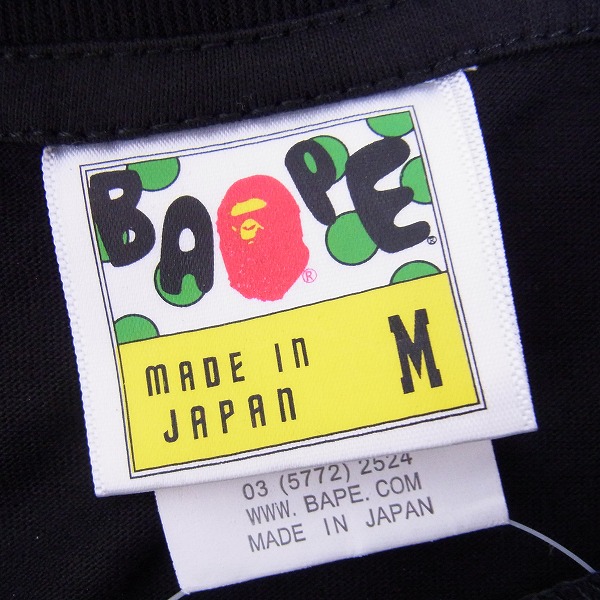 BAPE® ®
MADE IN
JAPAN
M
03 (5772) 2524
WWW. BAPE. COM
MADE IN JAPAN